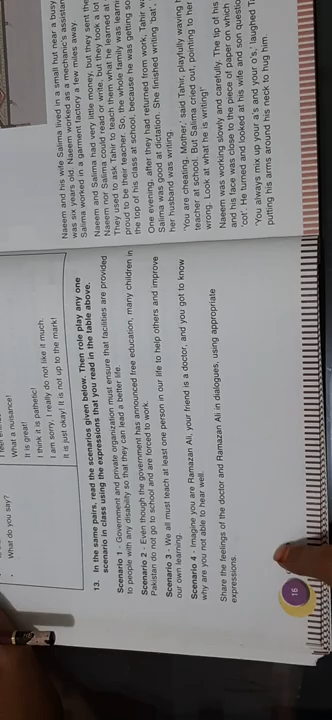 What do you say?
What a nuisance!
It is great!
I think it is pathetic!
I am sorry, I really do not like it much.
It is just okay! It is not up to the mark!
13. In the same pairs, read the scenarios given below. Then role play any one
scenario in class using the expressions that you read in the table above.
Scenario 1 - Government and private organization must ensure that facilities are provided
to people with any disability so that they can lead a better life.
Scenario 2 - Even though the government has announced free education, many children in
Pakistan do not go to school and are forced to work.
Scenario 3 - We all must teach at least one person in our life to help others and improve
our own learning.
Scenario 4 - Imagine you are Ramazan Ali, your friend is a doctor, and you got to know
why are you not able to hear well.
Share the feelings of the doctor and Ramazan Ali in dialogues, using appropriate
expressions.
16
Naeem and his wife Salima lived in a small hut near a busy
was six years old. Naeem worked as a mechanic's assistan
Salima worked in a garment factory a few miles away.
Naeem and Salima had very little money, but they sent the
Naeem nor Salima could read or write, but they took a lot
They used to ask Tahir to teach them what he learned at
proud to be their teacher. So, the whole family was learni
the top of his class at school, because he was getting so
One evening, after they had returned from work, Tahir wa
Salima was good at dictation. She finished writing 'bat',
her husband was writing.
'You are cheating, Mother,' said Tahir, playfully waving h
teacher at school. But Salima cried out, pointing to her
wrong. Look at what he is writing!'
Naeem was working slowly and carefully. The tip of his
and his face was close to the piece of paper on which
'cot'. He turned and looked at his wife and son questio
'You always mix up your a's and your o's,' laughed T
putting his arms around his neck to hug him.